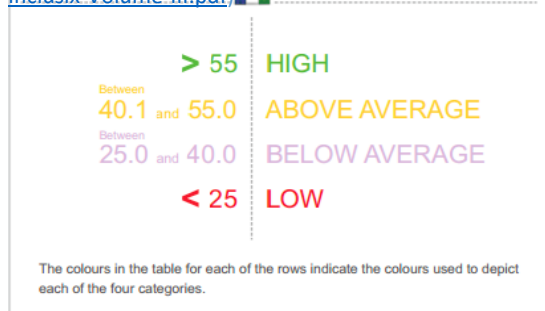 > 55 HIGH
Between
40.1 and 55.0 ABOVE AVERAGE
Between
25.0 and 40.0 BELOW AVERAGE
< 25 LOW
The colours in the table for each of the rows indicate the colours used to depict
each of the four categories.